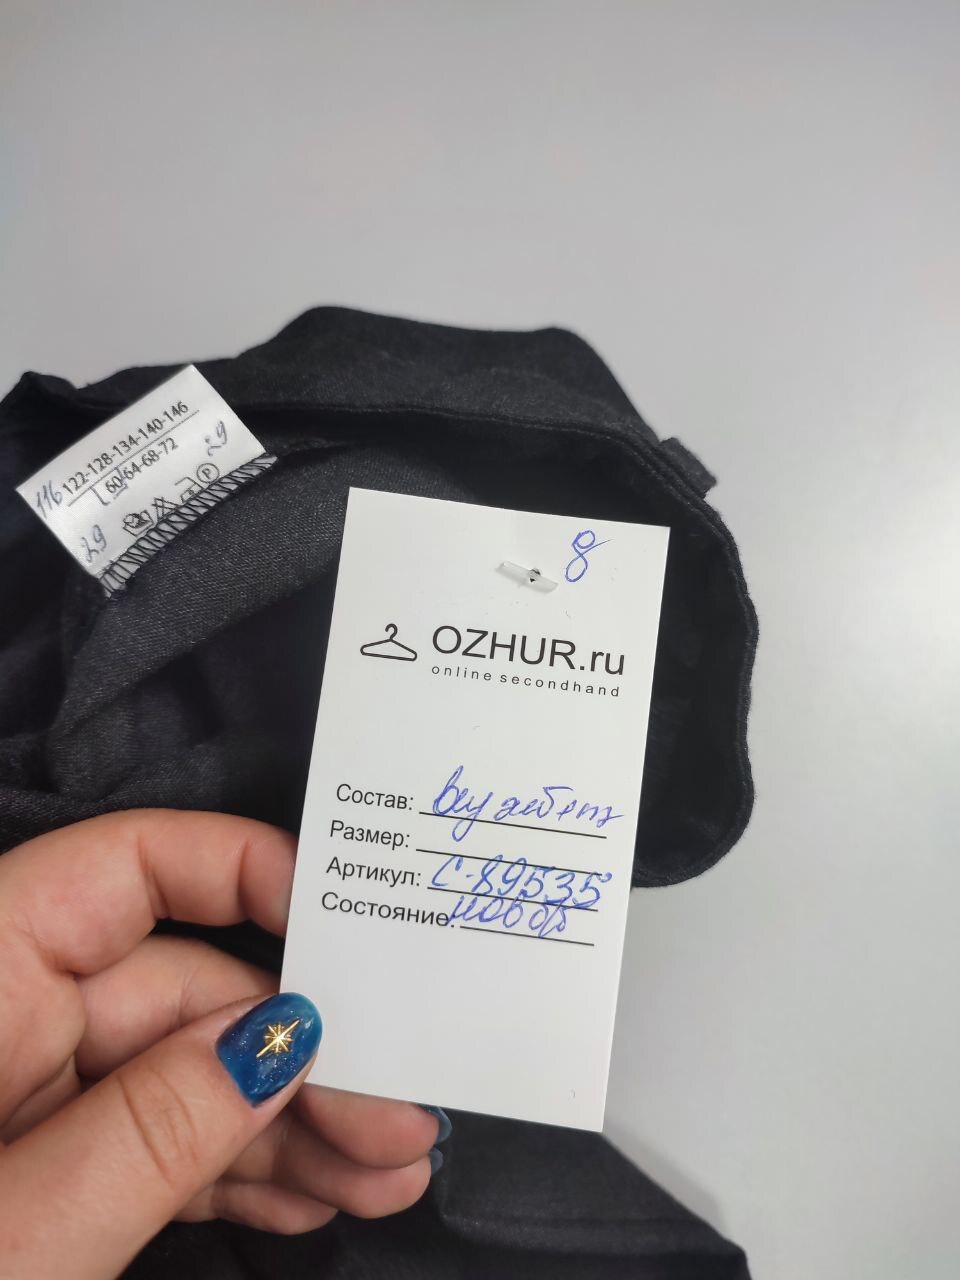 116 122-128-134-140-146
60-64-68-72 29
29
8
OZHUR.ru
online secondhand
Состав:
Размер:
Артикул: С-89535
Состояние: